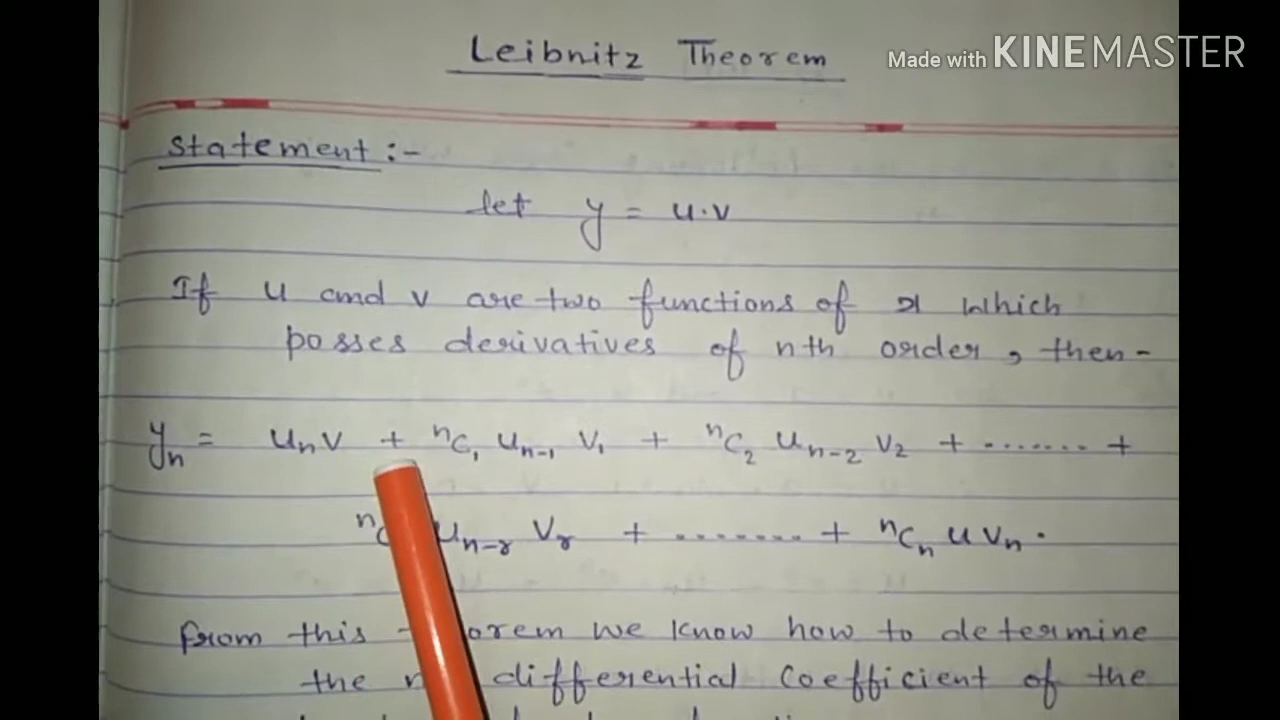 Leibnitz Theorem
Made with KINEMASTER
Statement :-
let y = u.v
If u and v are two functions of x which
posses derivatives of nth order, then-
yₙ = uₙv + ⁿC₁ uₙ₋₁ v₁ + ⁿC₂ uₙ₋₂ v₂ + ....... +
uₙ₋ᵣ vᵣ + ....... + ⁿCₙ u vₙ.
from this we know how to determine
the differential coefficient of the